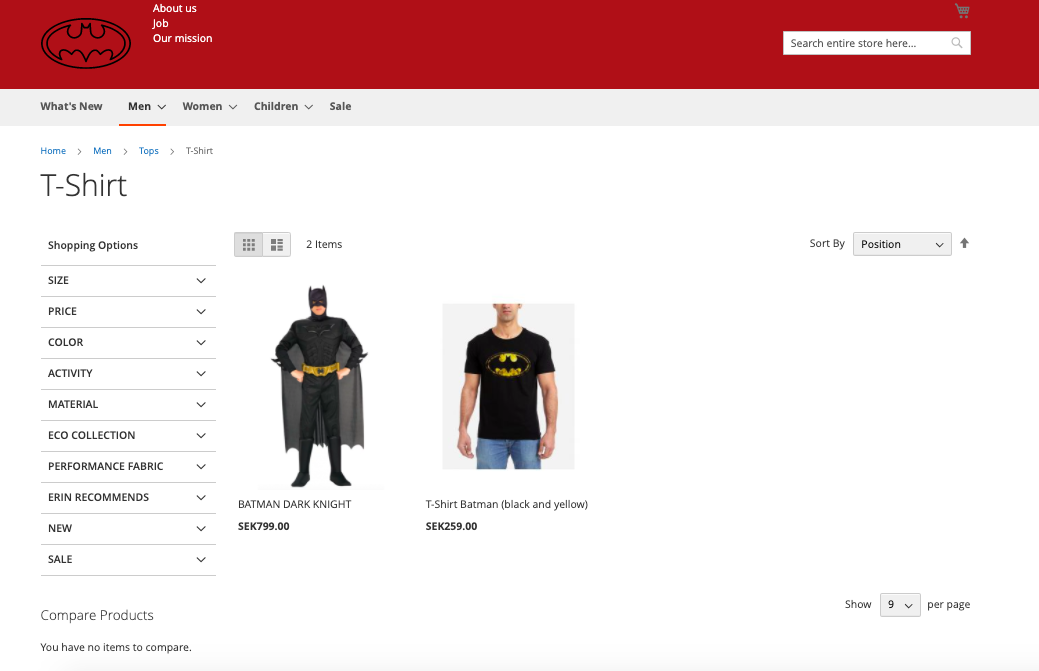 About us
Job
Our mission
Search entire store here...
What's New Men Women Children Sale
Home Men Tops T-Shirt
T-Shirt
Shopping Options
2 Items
Sort By Position
SIZE
PRICE
COLOR
ACTIVITY
MATERIAL
ECO COLLECTION
PERFORMANCE FABRIC
ERIN RECOMMENDS
NEW
SALE
BATMAN DARK KNIGHT
SEK799.00
T-Shirt Batman (black and yellow)
SEK259.00
Show 9 per page
Compare Products
You have no items to compare.